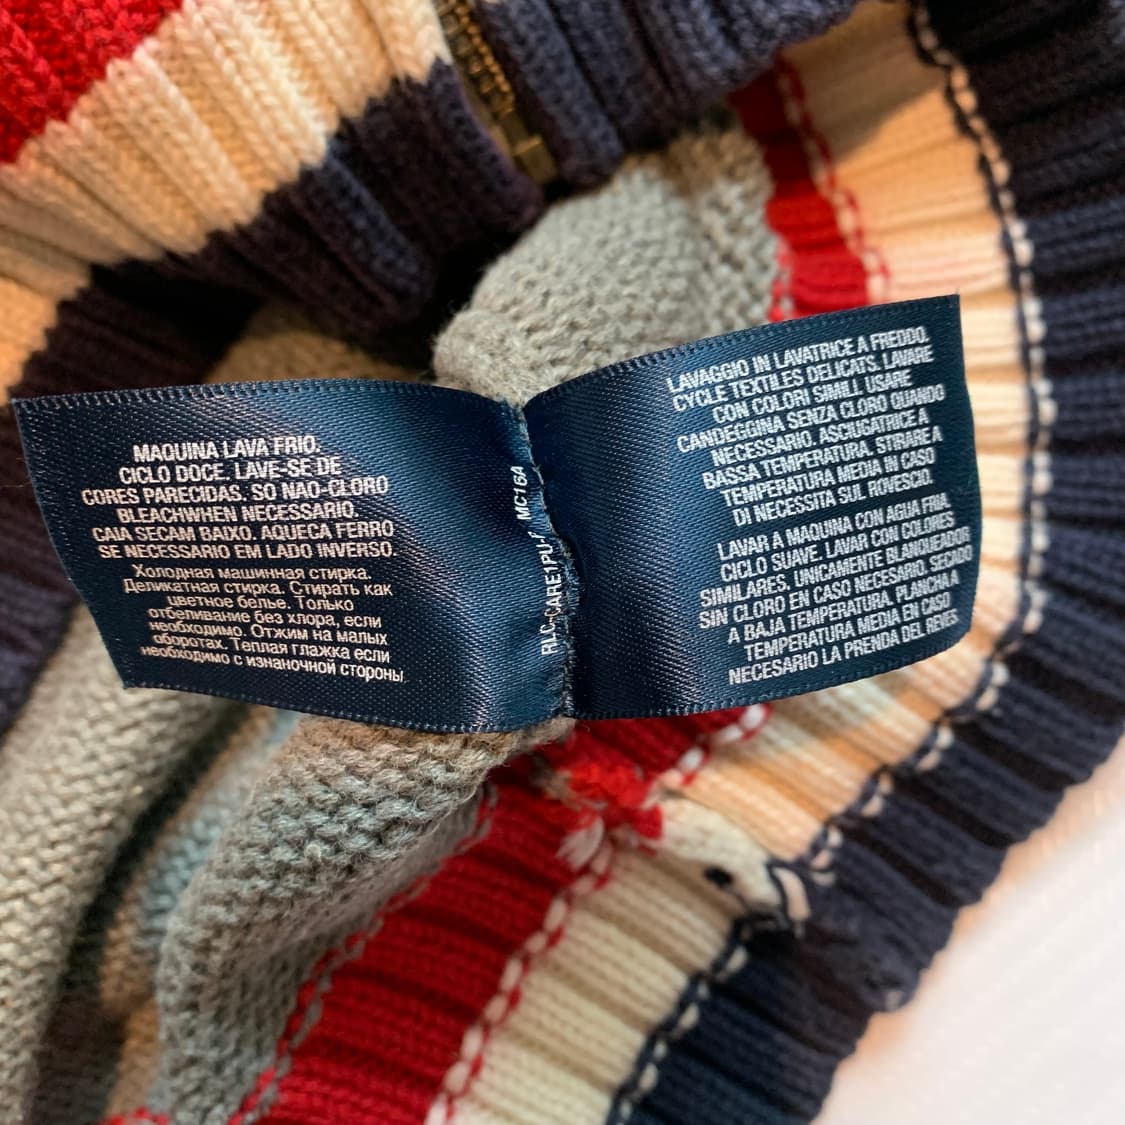 MAQUINA LAVA FRIO.
CICLO DOCE. LAVE-SE DE
CORES PARECIDAS. SO NAO-CLORO
BLEACHWHEN NECESSARIO.
CAIA SECAM BAIXO. AQUECA FERRO
SE NECESSARIO EM LADO INVERSO.
Холодная машинная стирка.
Деликатная стирка. Стирать как
цветное белье. Только
отбеливание без хлора, если
необходимо. Отжим на малых
оборотах. Теплая глажка если
необходимо с изнаночной стороны.
MC16A
LAVAGGIO IN LAVATRICE A FREDDO.
CYCLE TEXTILES DELICATS. LAVARE
CON COLORI SIMILI. USARE
CANDEGGINA SENZA CLORO QUANDO
NECESSARIO. ASCIUGATRICE A
BASSA TEMPERATURA. STIRARE A
TEMPERATURA MEDIA IN CASO
DI NECESSITA SUL ROVESCIO.
LAVAR A MAQUINA CON AGUA FRIA.
CICLO SUAVE. LAVAR CON COLORES
SIMILARES. UNICAMENTE BLANQUEADOR
SIN CLORO EN CASO NECESARIO. SECADO
A BAJA TEMPERATURA. PLANCHA A
TEMPERATURA MEDIA EN CASO
NECESARIO LA PRENDA DEL REVES.